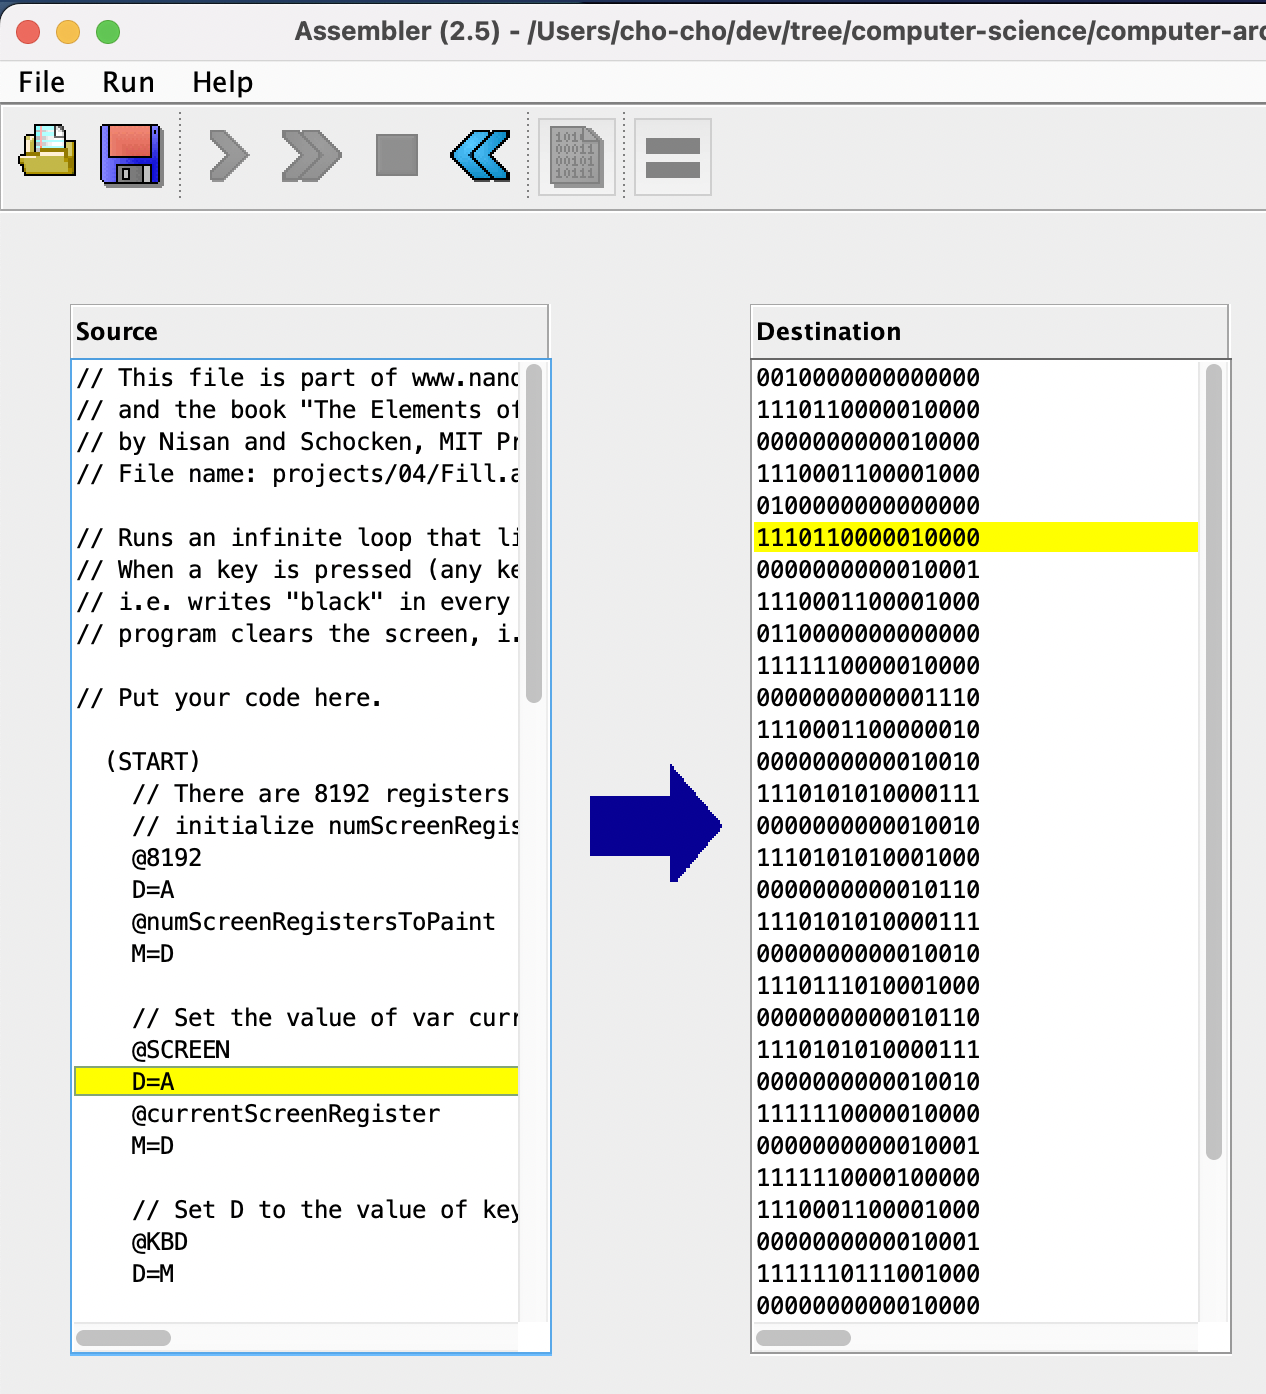 Assembler (2.5) - /Users/cho-cho/dev/tree/computer-science/computer-arc
File Run Help
Source
// This file is part of www.nand
// and the book "The Elements of
// by Nisan and Schocken, MIT Pr
// File name: projects/04/Fill.a
// Runs an infinite loop that li
// When a key is pressed (any ke
// i.e. writes "black" in every
// program clears the screen, i.
// Put your code here.
(START)
// There are 8192 registers
// initialize numScreenRegis
@8192
D=A
@numScreenRegistersToPaint
M=D
// Set the value of var curr
@SCREEN
D=A
@currentScreenRegister
M=D
// Set D to the value of key
@KBD
D=M
Destination
0010000000000000
1110110000010000
0000000000010000
1110001100001000
0100000000000000
1110110000010000
0000000000010001
1110001100001000
0110000000000000
1111110000010000
0000000000001110
1110001100000010
0000000000010010
1110101010000111
0000000000010010
1110101010001000
0000000000010110
1110101010000111
0000000000010010
1110111010001000
0000000000010110
1110101010000111
0000000000010010
1111110000010000
0000000000010001
1111110000100000
1110001100001000
0000000000010001
1111110111001000
0000000000010000